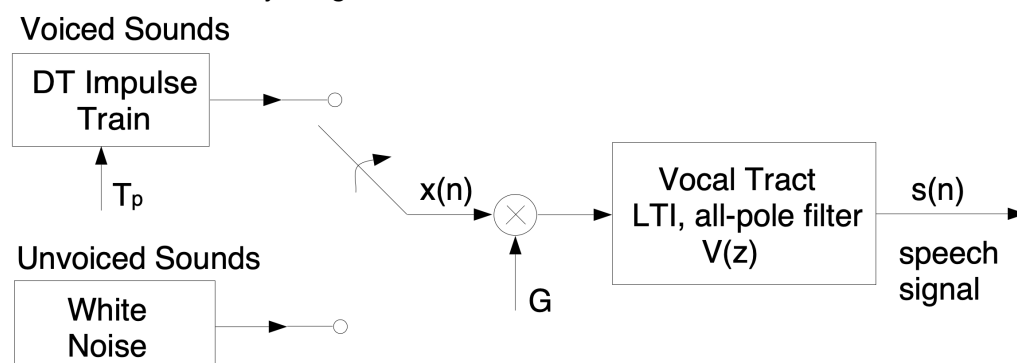 Voiced Sounds
DT Impulse
Train
Tp
x(n)
G
Vocal Tract
LTI, all-pole filter
V(z)
s(n)
speech
signal
Unvoiced Sounds
White
Noise